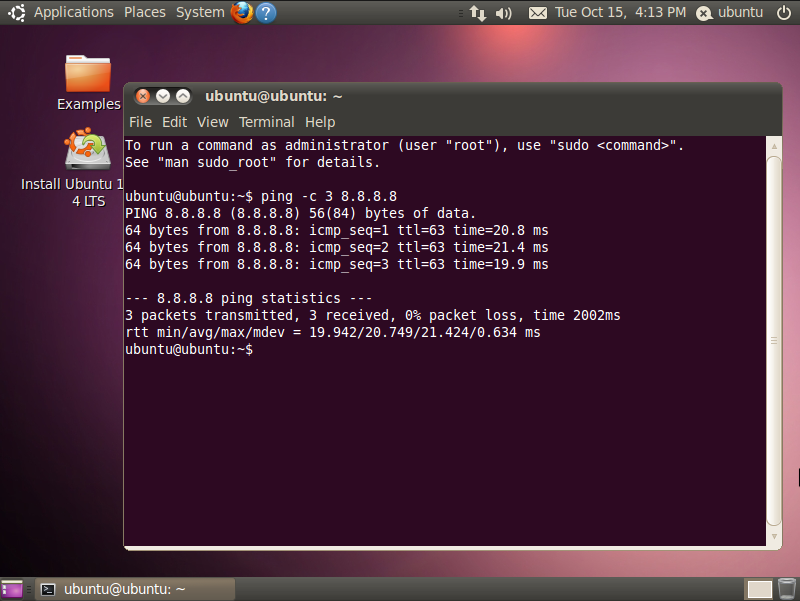 Applications Places System
Tue Oct 15, 4:13 PM ubuntu
Examples
Install Ubuntu 1
4 LTS
ubuntu@ubuntu: ~
File Edit View Terminal Help
To run a command as administrator (user "root"), use "sudo <command>".
See "man sudo_root" for details.
ubuntu@ubuntu:~$ ping -c 3 8.8.8.8
PING 8.8.8.8 (8.8.8.8) 56(84) bytes of data.
64 bytes from 8.8.8.8: icmp_seq=1 ttl=63 time=20.8 ms
64 bytes from 8.8.8.8: icmp_seq=2 ttl=63 time=21.4 ms
64 bytes from 8.8.8.8: icmp_seq=3 ttl=63 time=19.9 ms
--- 8.8.8.8 ping statistics ---
3 packets transmitted, 3 received, 0% packet loss, time 2002ms
rtt min/avg/max/mdev = 19.942/20.749/21.424/0.634 ms
ubuntu@ubuntu:~$
ubuntu@ubuntu: ~